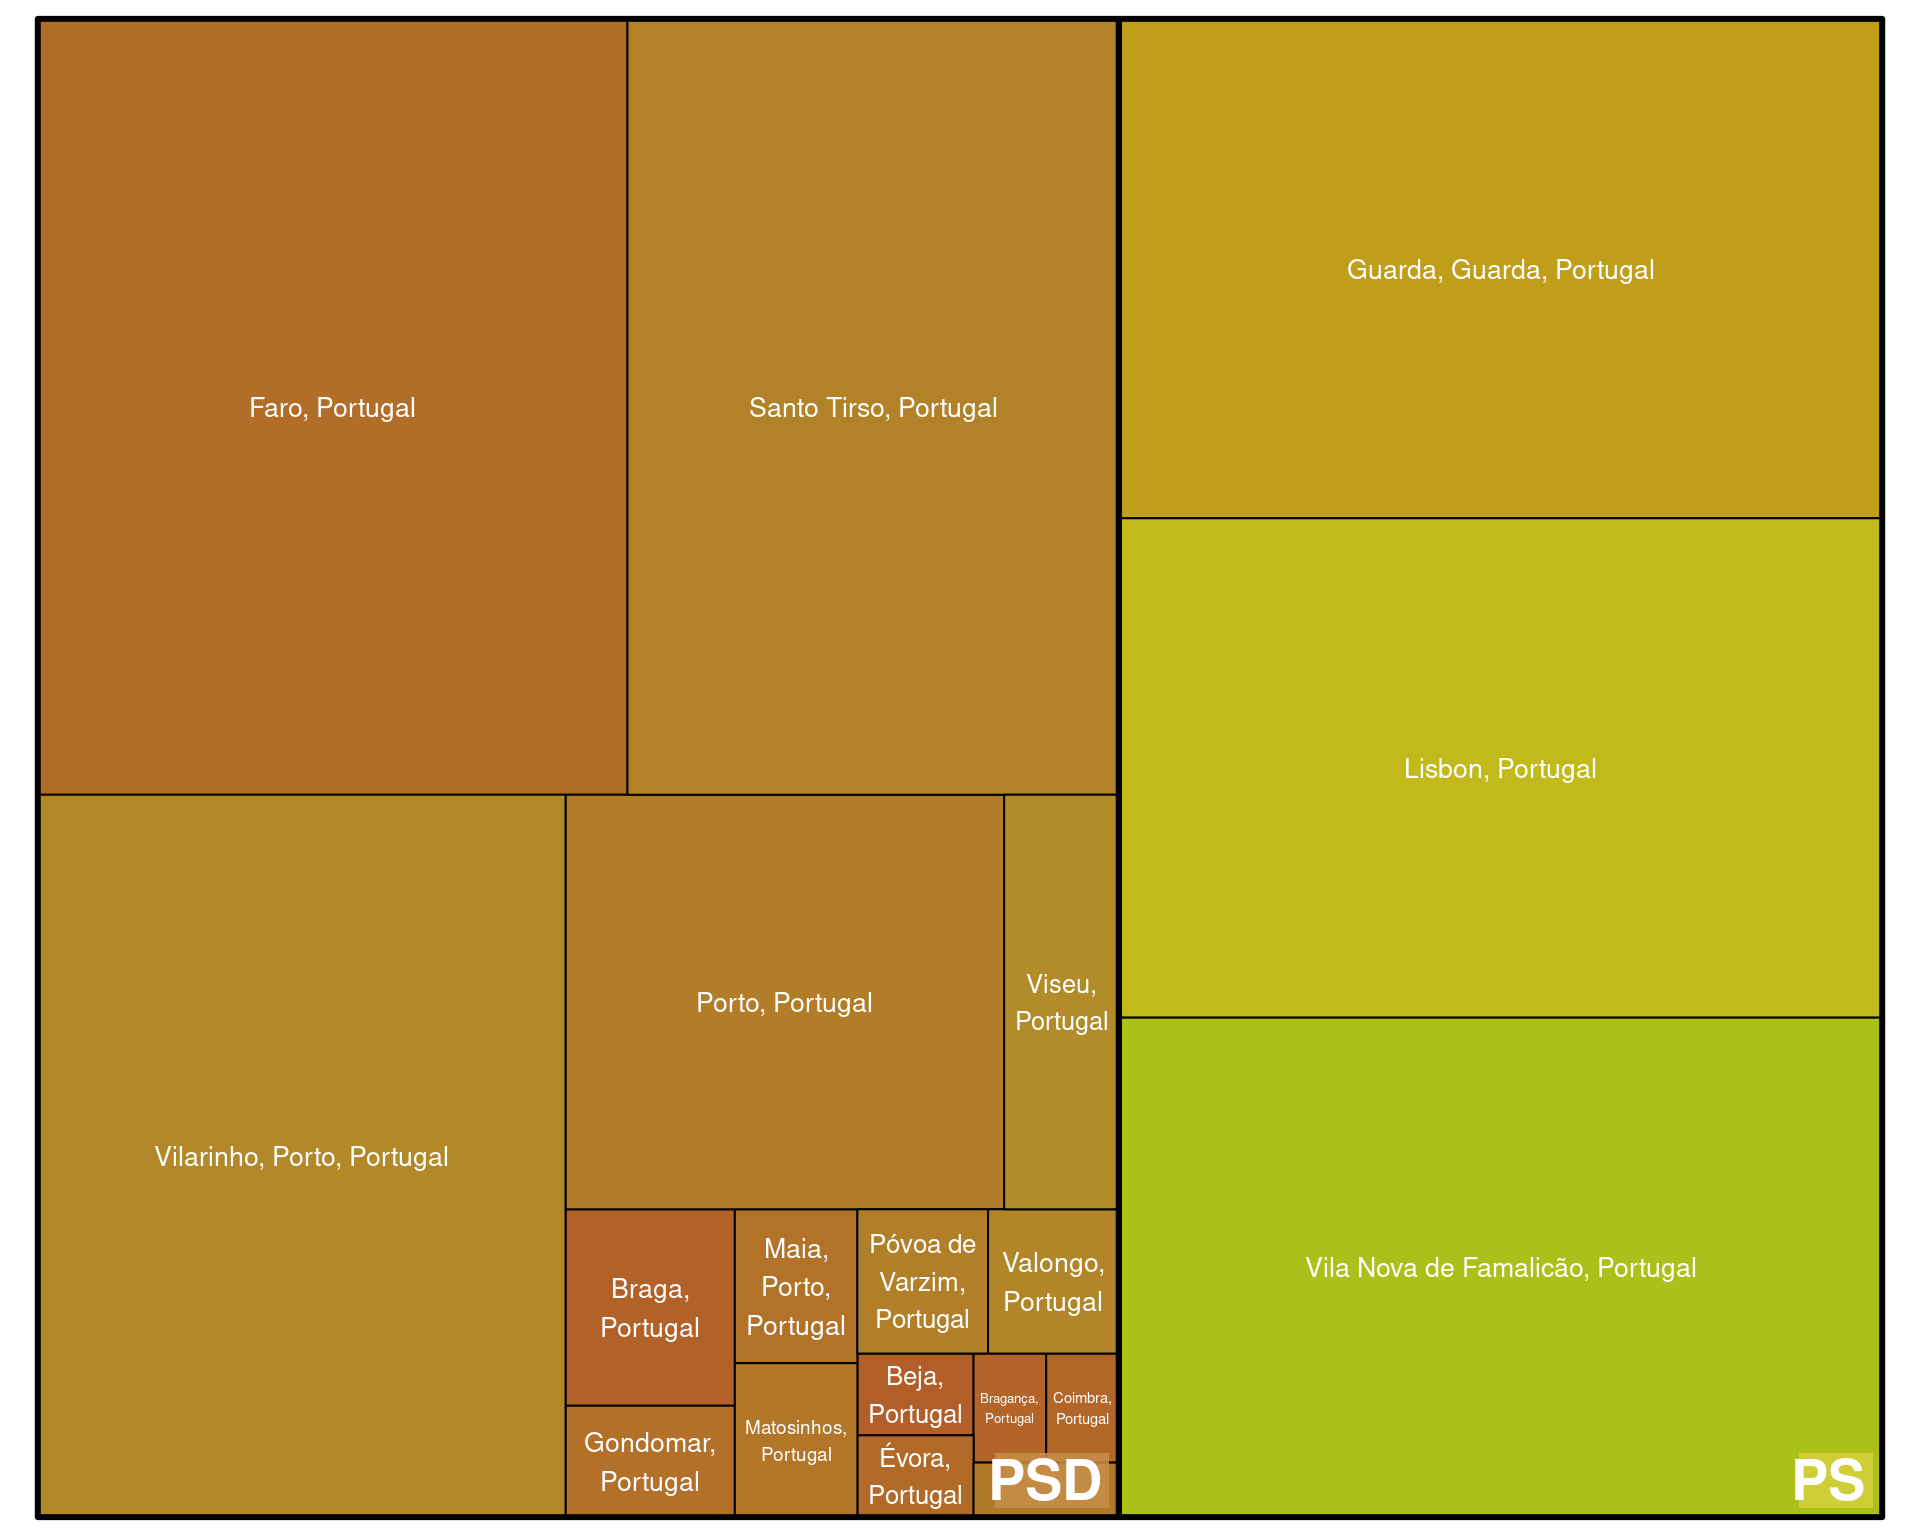 Faro, Portugal
Santo Tirso, Portugal
Guarda, Guarda, Portugal
Lisbon, Portugal
Vilarinho, Porto, Portugal
Porto, Portugal
Viseu,
Portugal
Vila Nova de Famalicão, Portugal
Braga,
Portugal
Maia,
Porto,
Portugal
Póvoa de
Varzim,
Portugal
Valongo,
Portugal
Gondomar,
Portugal
Matosinhos,
Portugal
Beja,
Portugal
Bragança,
Portugal
Coimbra,
Portugal
Évora,
Portugal
PSD
PS